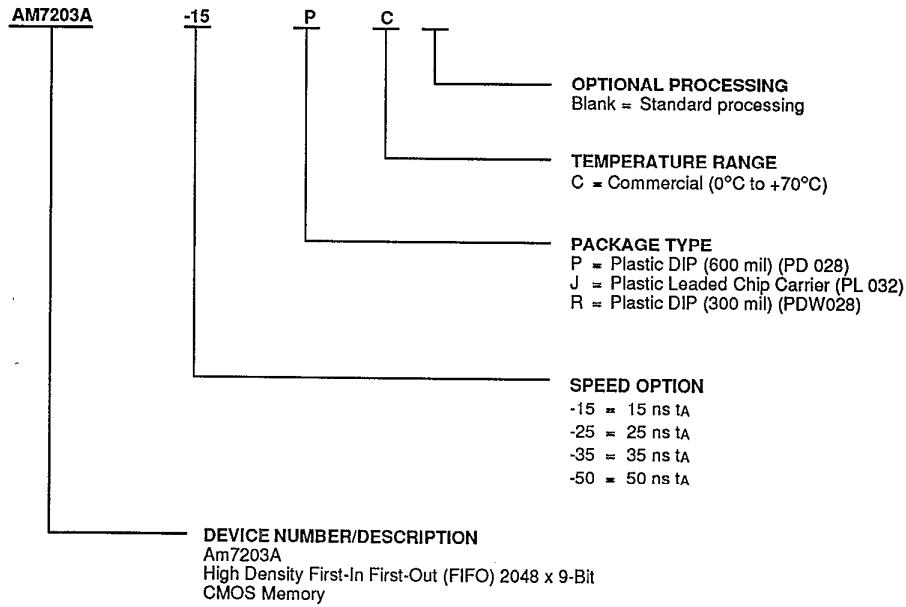 AM7203A -15 P C
OPTIONAL PROCESSING
Blank = Standard processing
TEMPERATURE RANGE
C = Commercial (0°C to +70°C)
PACKAGE TYPE
P = Plastic DIP (600 mil) (PD 028)
J = Plastic Leaded Chip Carrier (PL 032)
R = Plastic DIP (300 mil) (PDW028)
SPEED OPTION
-15 = 15 ns tA
-25 = 25 ns tA
-35 = 35 ns tA
-50 = 50 ns tA
DEVICE NUMBER/DESCRIPTION
Am7203A
High Density First-In First-Out (FIFO) 2048 x 9-Bit
CMOS Memory